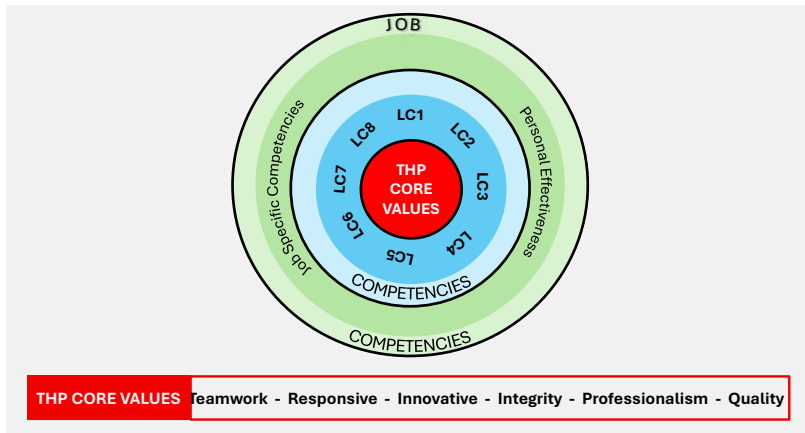 JOB
Job Specific Competencies
Personal Effectiveness
LC1
LC2
LC3
LC4
LC5
LC6
LC7
LC8
THP
CORE
VALUES
COMPETENCIES
COMPETENCIES
THP CORE VALUES
Teamwork - Responsive - Innovative - Integrity - Professionalism - Quality